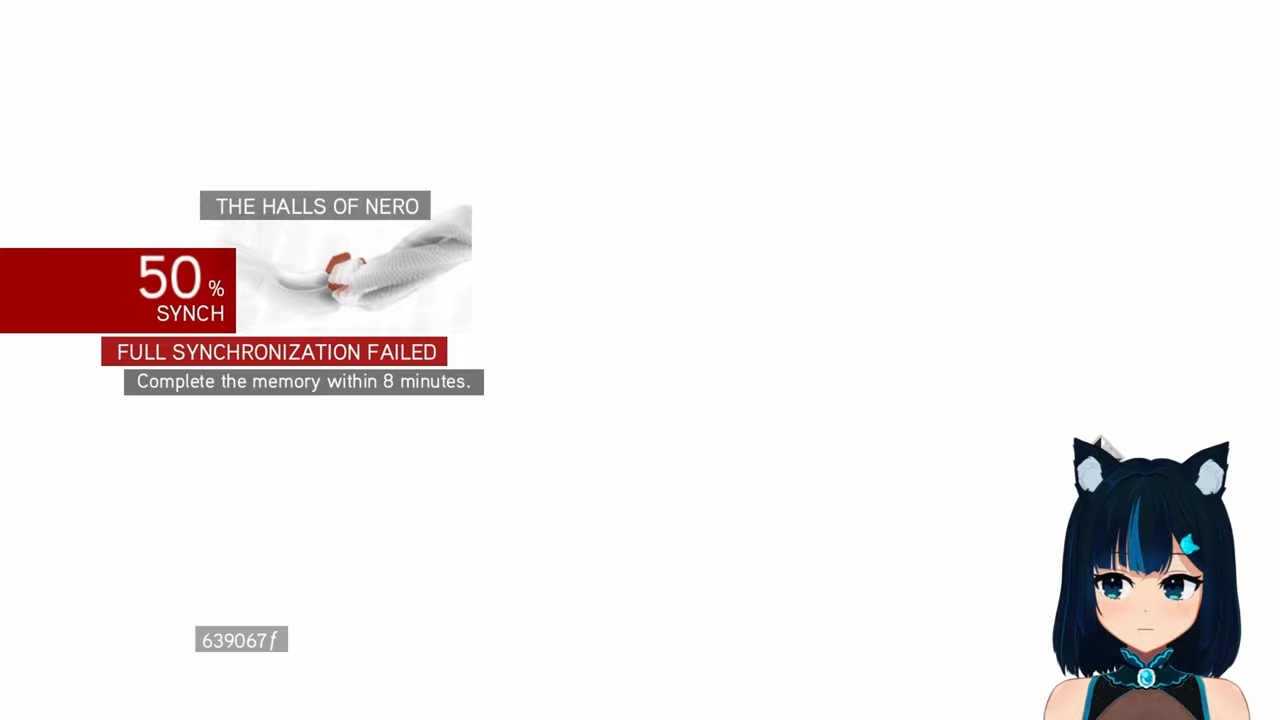 THE HALLS OF NERO
50 %
SYNCH
FULL SYNCHRONIZATION FAILED
Complete the memory within 8 minutes.
639067ƒ